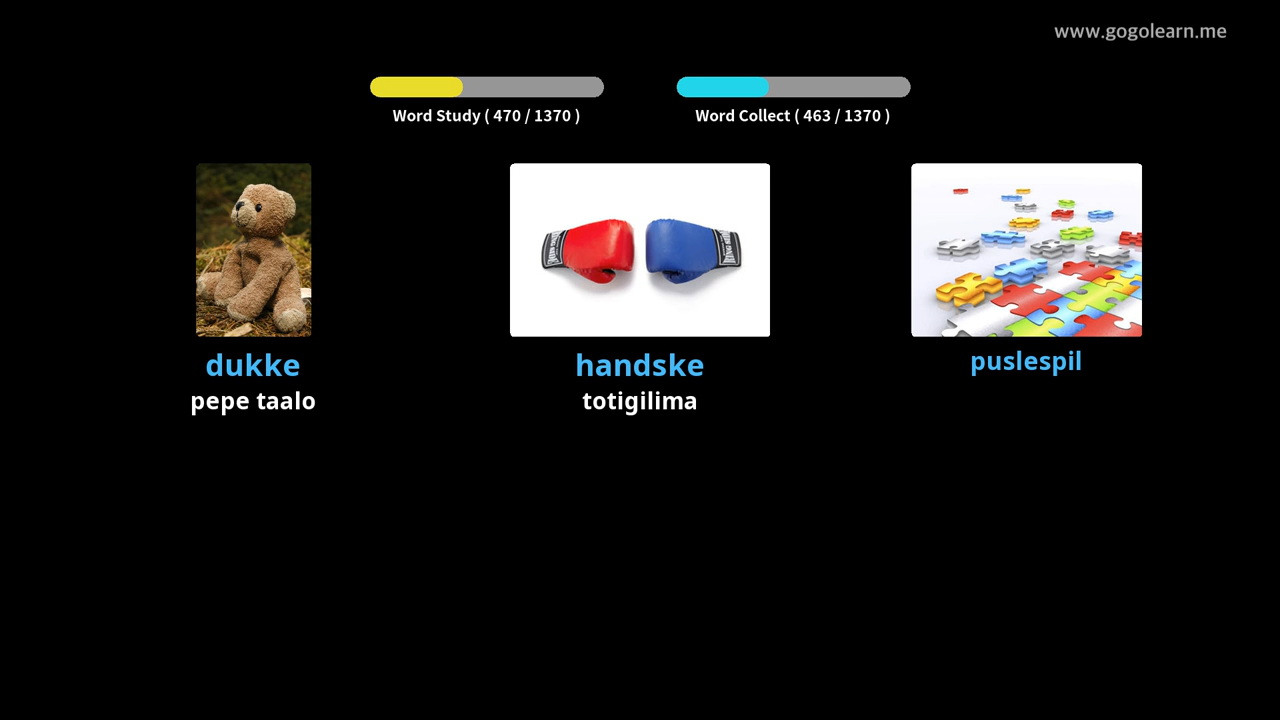 www.gogolearn.me
Word Study ( 470 / 1370 )
Word Collect ( 463 / 1370 )
dukke
handske
puslespil
pepe taalo
totigilima